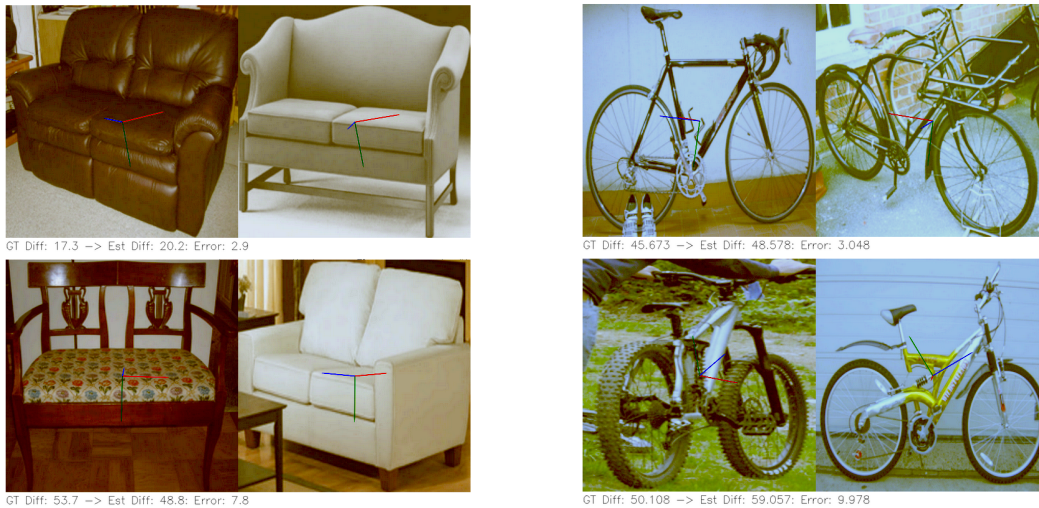 GT Diff: 17.3 -> Est Diff: 20.2: Error: 2.9
GT Diff: 45.673 -> Est Diff: 48.578: Error: 3.048
GT Diff: 53.7 -> Est Diff: 48.8: Error: 7.8
GT Diff: 50.108 -> Est Diff: 59.057: Error: 9.978